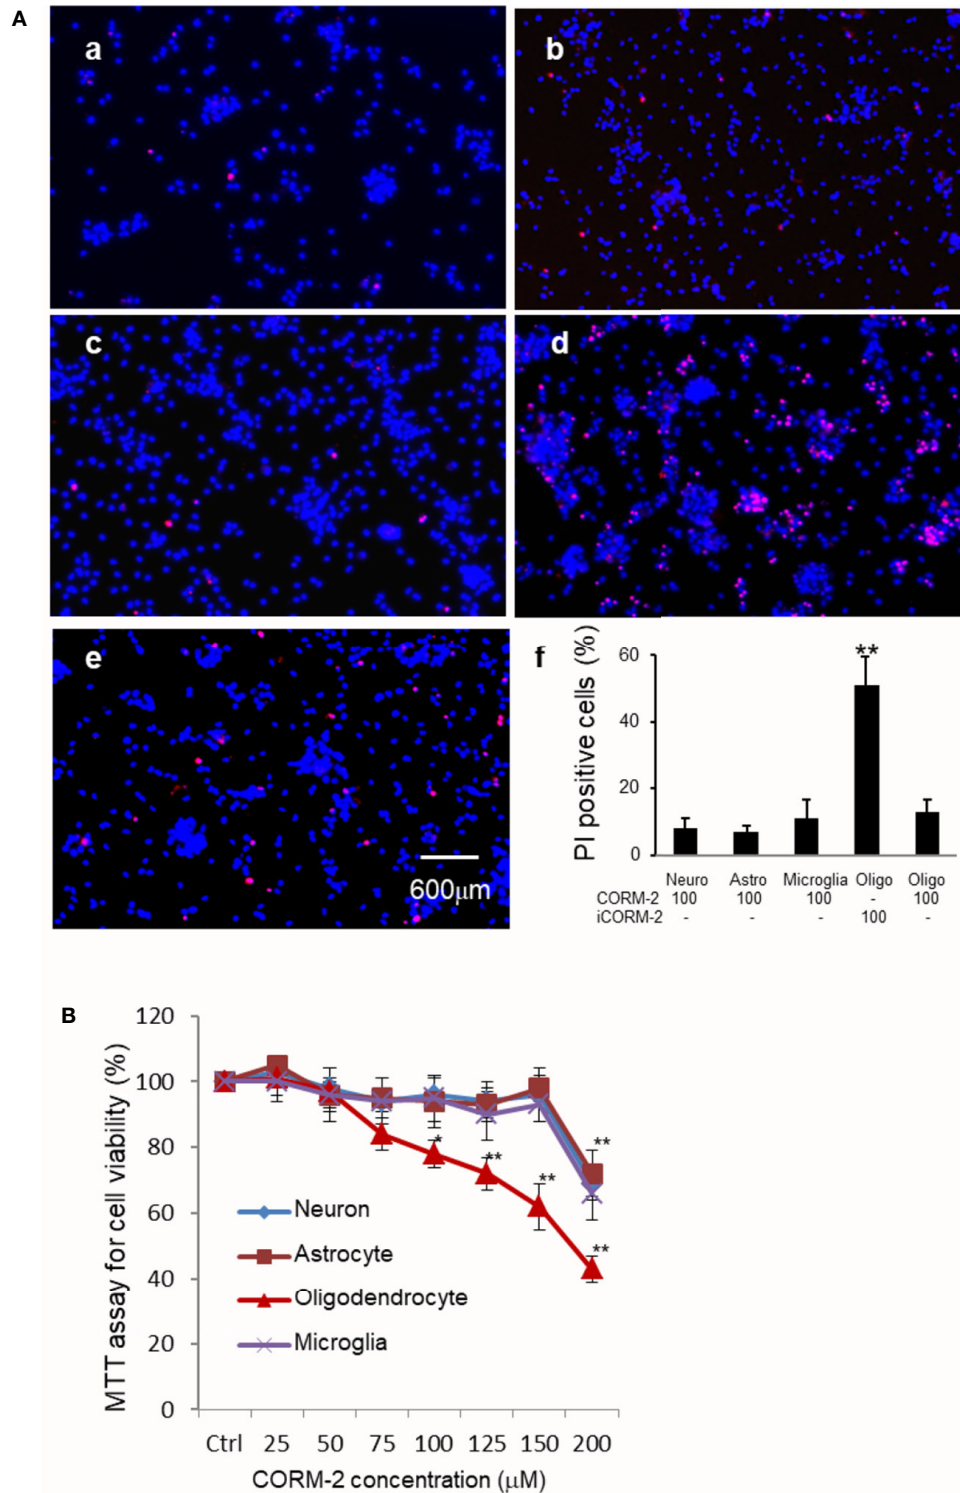 A
a
b
c
d
e
600μm
f
PI positive cells (%)
60
40
20
0
**
Neuro Astro Microglia Oligo Oligo
CORM-2 100 100 100 - 100
iCORM-2 - - - 100 -
B
MTT assay for cell viability (%)
120
100
80
60
40
20
0
*
**
**
**
**
Neuron
Astrocyte
Oligodendrocyte
Microglia
Ctrl 25 50 75 100 125 150 200
CORM-2 concentration (μM)